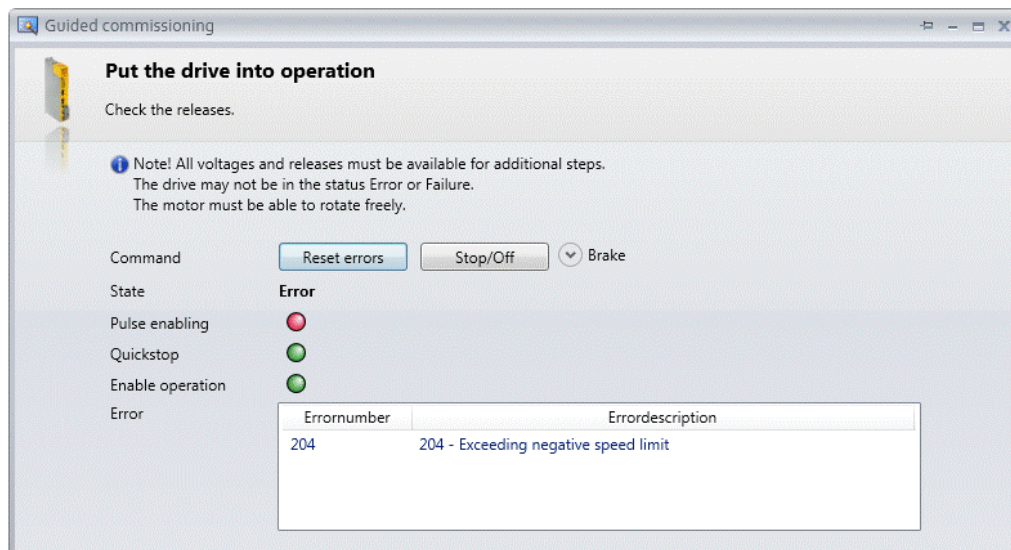 Guided commissioning
Put the drive into operation
Check the releases.
Note! All voltages and releases must be available for additional steps.
The drive may not be in the status Error or Failure.
The motor must be able to rotate freely.
Command Reset errors Stop/Off Brake
State Error
Pulse enabling
Quickstop
Enable operation
Error Errornumber Errordescription
204 204 - Exceeding negative speed limit